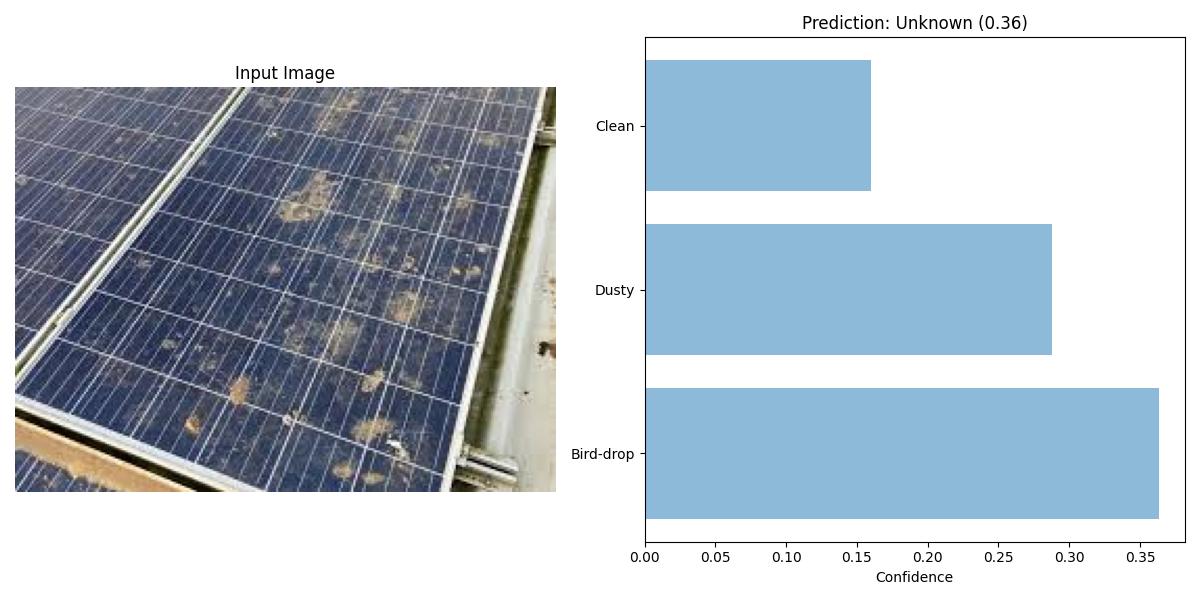 Input Image
Prediction: Unknown (0.36)
Clean
Dusty
Bird-drop
0.00 0.05 0.10 0.15 0.20 0.25 0.30 0.35
Confidence